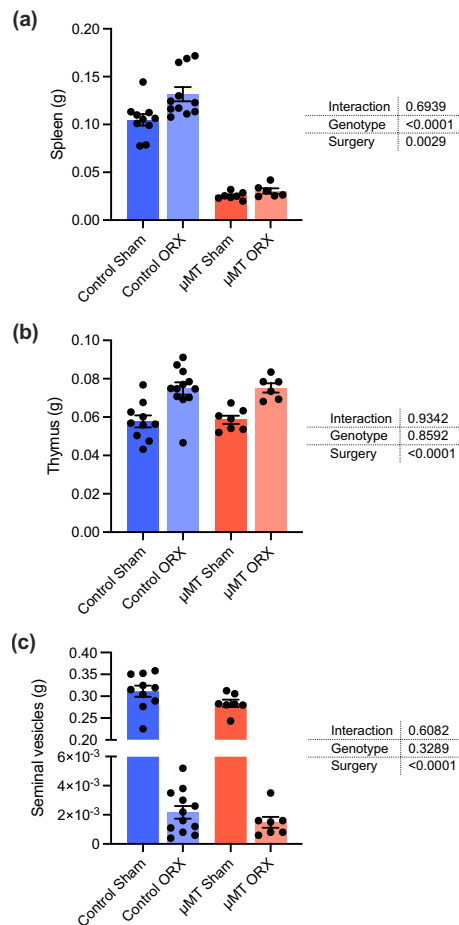 (a)
Spleen (g)
0.20
0.15
0.10
0.05
0.00
Control Sham
Control ORX
µMT Sham
µMT ORX
Interaction 0.6939
Genotype <0.0001
Surgery 0.0029
(b)
Thymus (g)
0.10
0.08
0.06
0.04
0.02
0.00
Control Sham
Control ORX
µMT Sham
µMT ORX
Interaction 0.9342
Genotype 0.8592
Surgery <0.0001
(c)
Seminal vesicles (g)
0.40
0.35
0.30
0.25
0.20
6×10⁻³
4×10⁻³
2×10⁻³
0
Control Sham
Control ORX
µMT Sham
µMT ORX
Interaction 0.6082
Genotype 0.3289
Surgery <0.0001